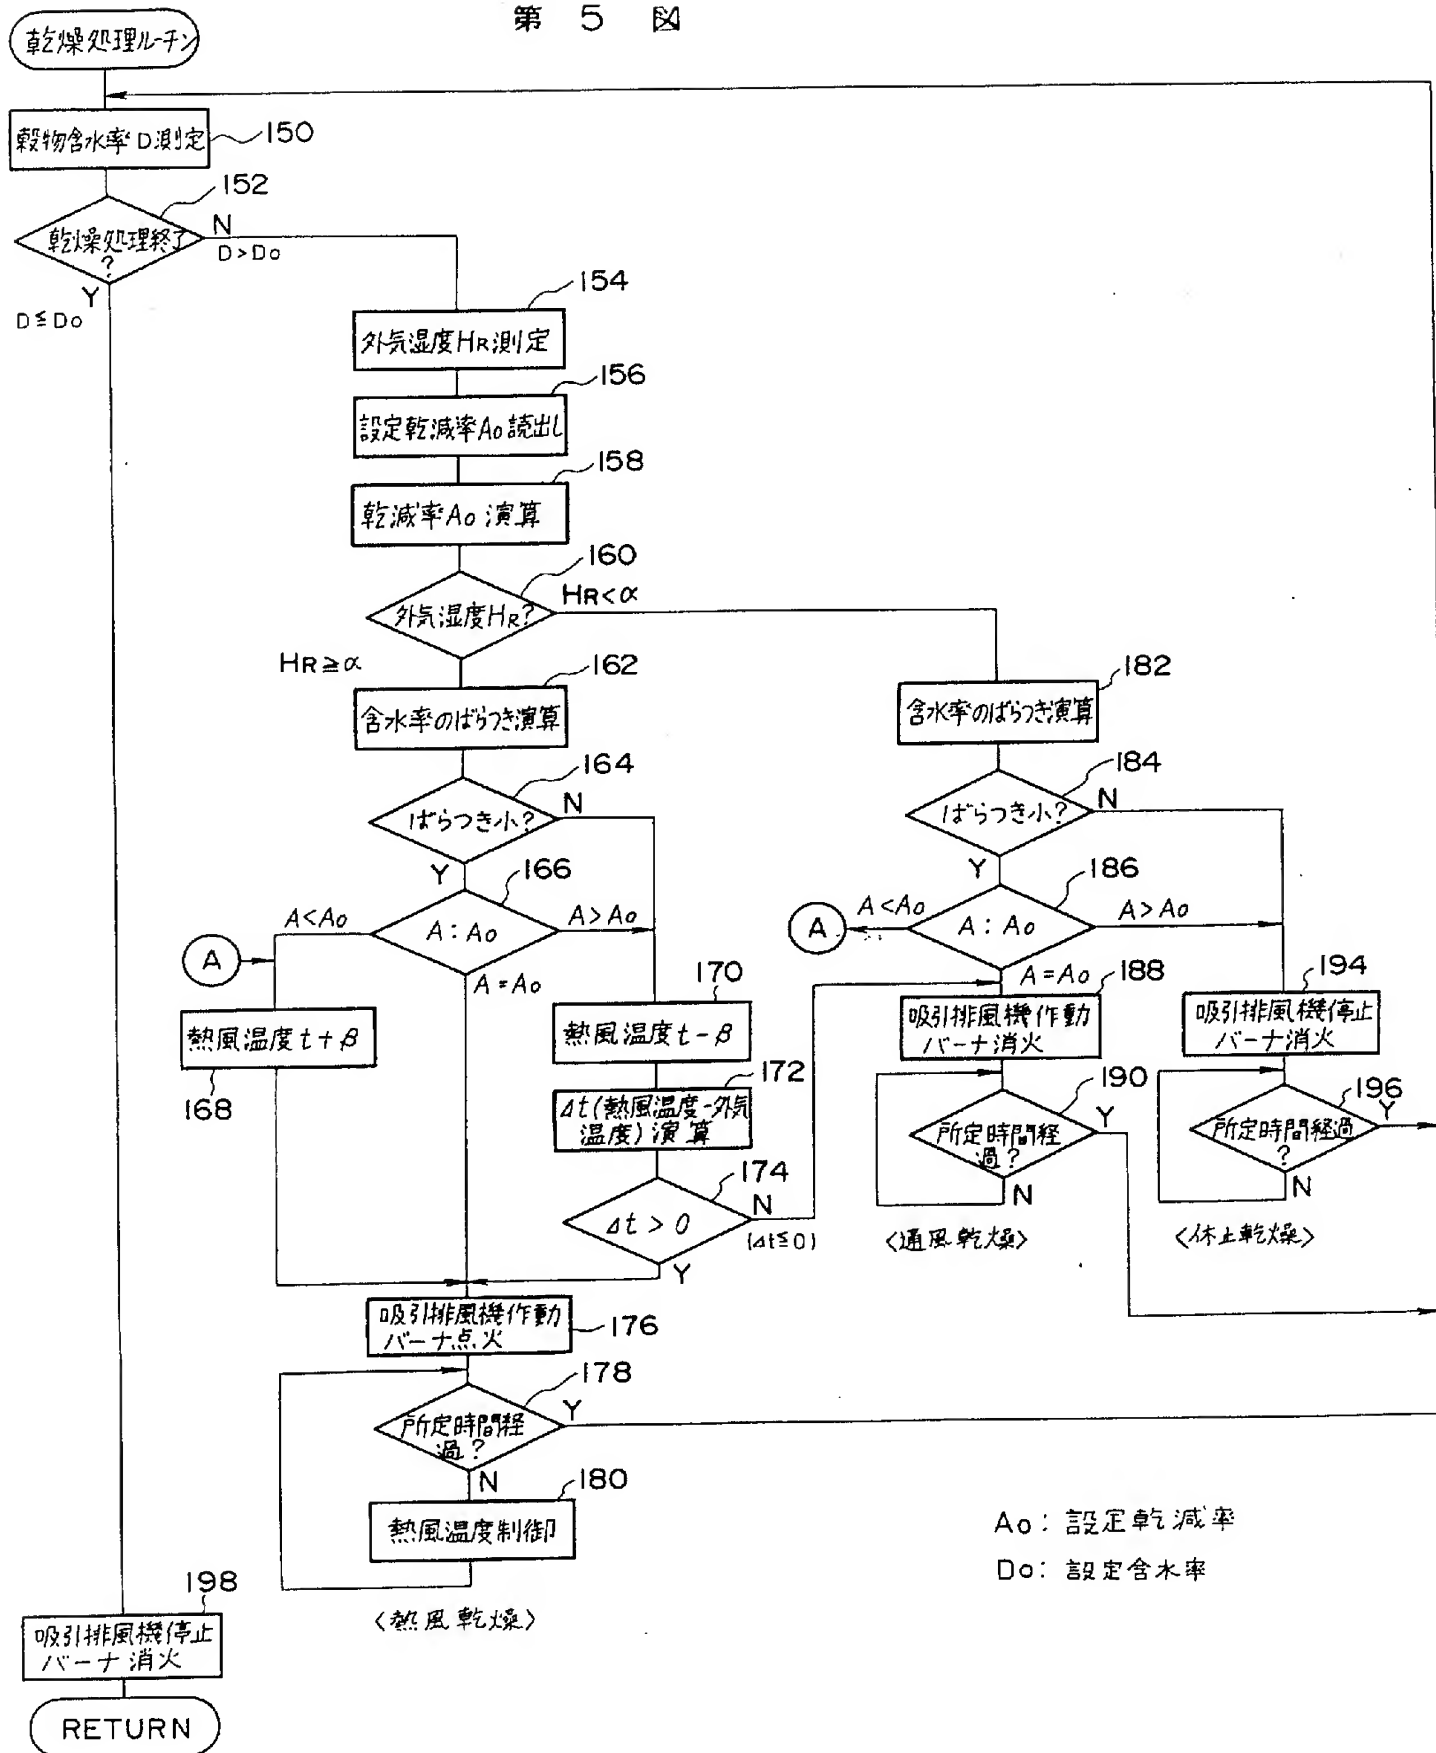 第 5 図
乾燥処理ルーチン
穀物含水率D測定
150
152
乾燥処理終了
?
N
D>Do
Y
D≦Do
154
外気湿度HR測定
156
設定乾減率Ao読出し
158
乾減率Ao演算
160
外気湿度HR?
HR<α
HR≧α
162
含水率のばらつき演算
164
ばらつき小?
N
Y
166
A<Ao
A:Ao
A>Ao
A=Ao
A
熱風温度t+β
168
170
熱風温度t-β
172
Δt(熱風温度-外気
温度)演算
174
Δt>0
N
(Δt≦0)
Y
吸引排風機作動
バーナ点火
176
178
所定時間経
過?
Y
N
180
熱風温度制御
<熱風乾燥>
182
含水率のばらつき演算
184
ばらつき小?
N
Y
186
A<Ao
A
A:Ao
A>Ao
A=Ao
188
吸引排風機作動
バーナ消火
190
所定時間経
過?
Y
N
<通風乾燥>
194
吸引排風機停止
バーナ消火
196
所定時間経過
?
Y
N
<休止乾燥>
Ao:設定乾減率
Do:設定含水率
198
吸引排風機停止
バーナ消火
RETURN